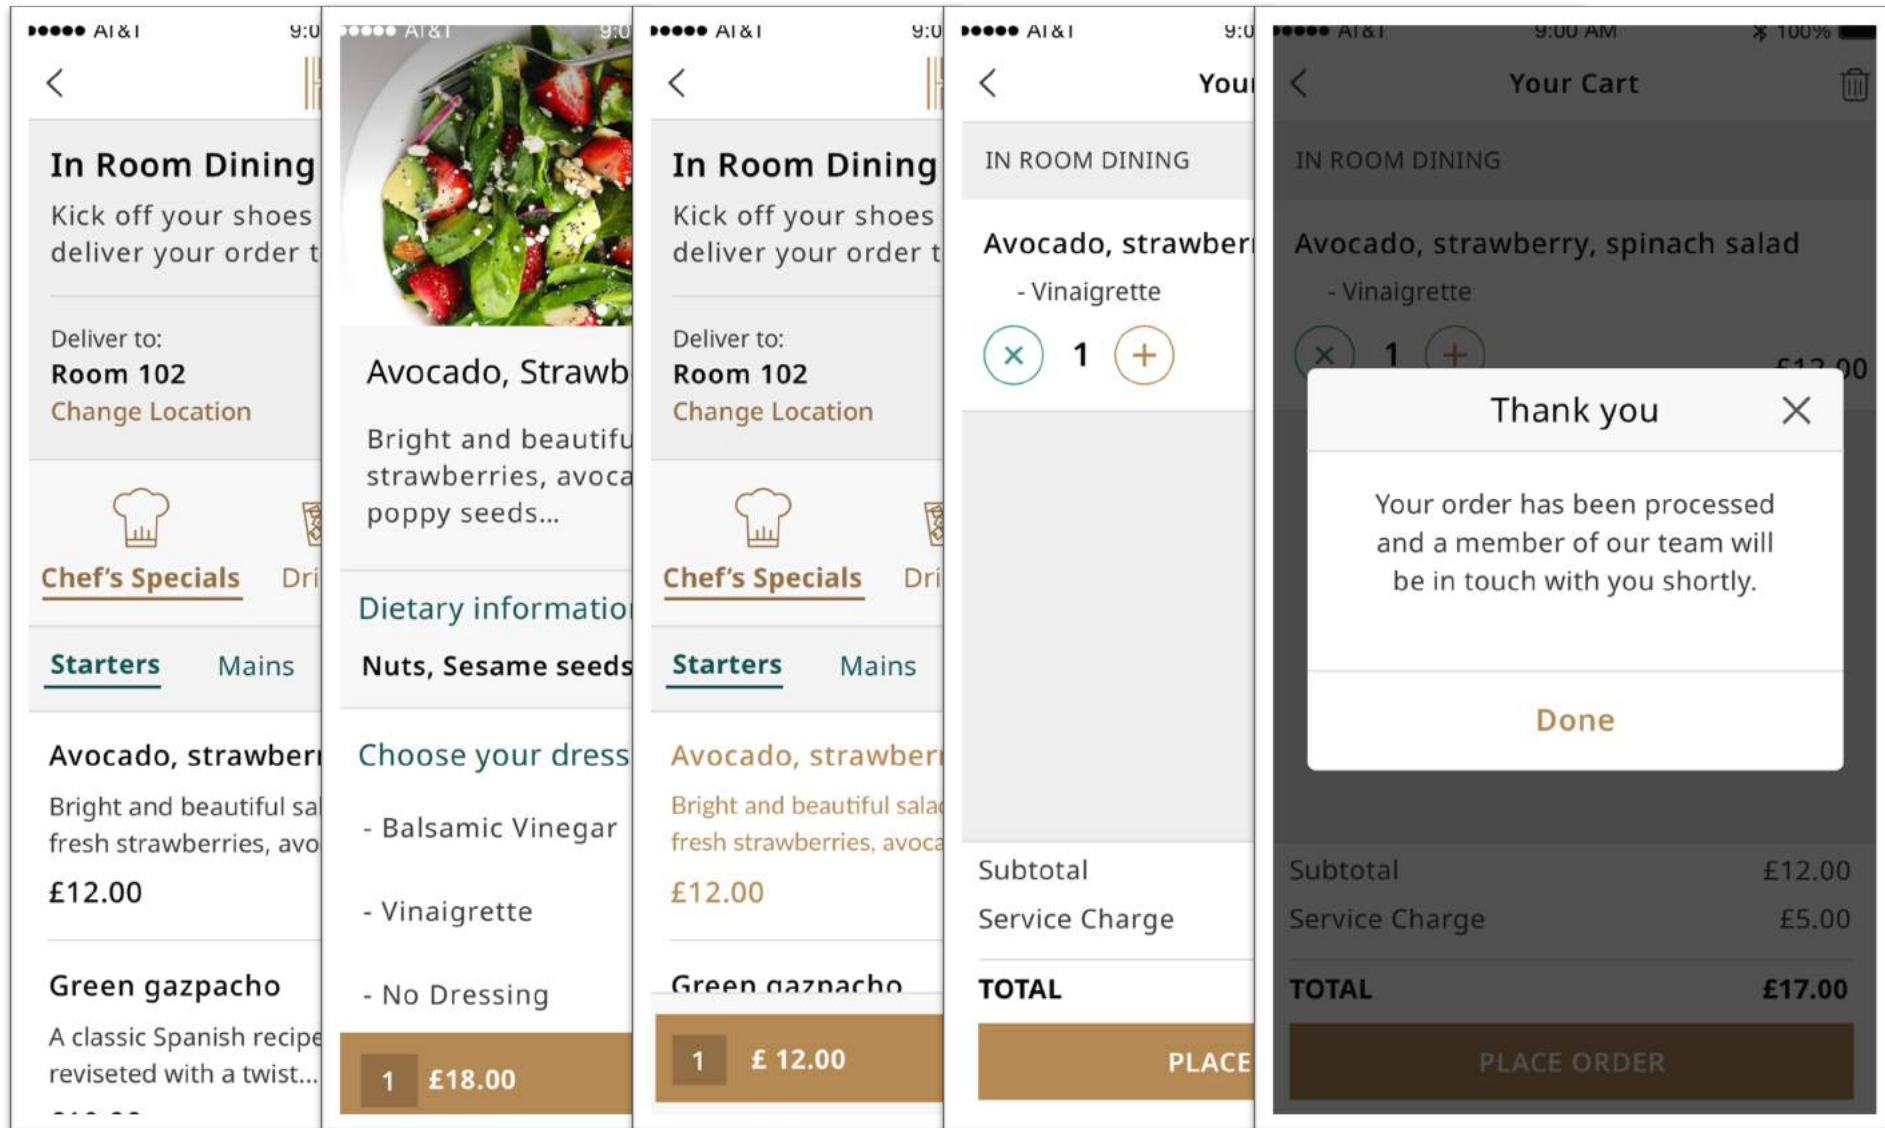 AT&T 9:0
In Room Dining
Kick off your shoes
deliver your order t
Deliver to:
Room 102
Change Location
Chef's Specials Dri
Starters Mains
Avocado, strawberr
Bright and beautiful sal
fresh strawberries, avo
£12.00
Green gazpacho
A classic Spanish recipe
reviseted with a twist...
AT&T 9:0
Avocado, Strawb
Bright and beautifu
strawberries, avoca
poppy seeds...
Dietary information
Nuts, Sesame seeds
Choose your dress
- Balsamic Vinegar
- Vinaigrette
- No Dressing
1 £18.00
AT&T 9:0
In Room Dining
Kick off your shoes
deliver your order t
Deliver to:
Room 102
Change Location
Chef's Specials Dri
Starters Mains
Avocado, strawberr
Bright and beautiful salad
fresh strawberries, avoca
£12.00
Green gazpacho
1 £ 12.00
AT&T 9:0
Your
IN ROOM DINING
Avocado, strawberr
- Vinaigrette
1
Subtotal
Service Charge
TOTAL
PLACE
AT&T 9:00 AM 100%
Your Cart
IN ROOM DINING
Avocado, strawberry, spinach salad
- Vinaigrette
1
£12.00
Thank you
Your order has been processed
and a member of our team will
be in touch with you shortly.
Done
Subtotal £12.00
Service Charge £5.00
TOTAL £17.00
PLACE ORDER